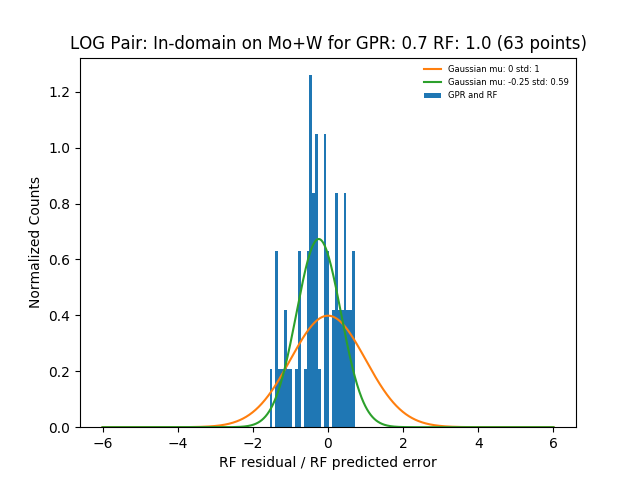 LOG Pair: In-domain on Mo+W for GPR: 0.7 RF: 1.0 (63 points)
Gaussian mu: 0 std: 1
Gaussian mu: -0.25 std: 0.59
GPR and RF
Normalized Counts
1.2
1.0
0.8
0.6
0.4
0.2
0.0
−6 −4 −2 0 2 4 6
RF residual / RF predicted error